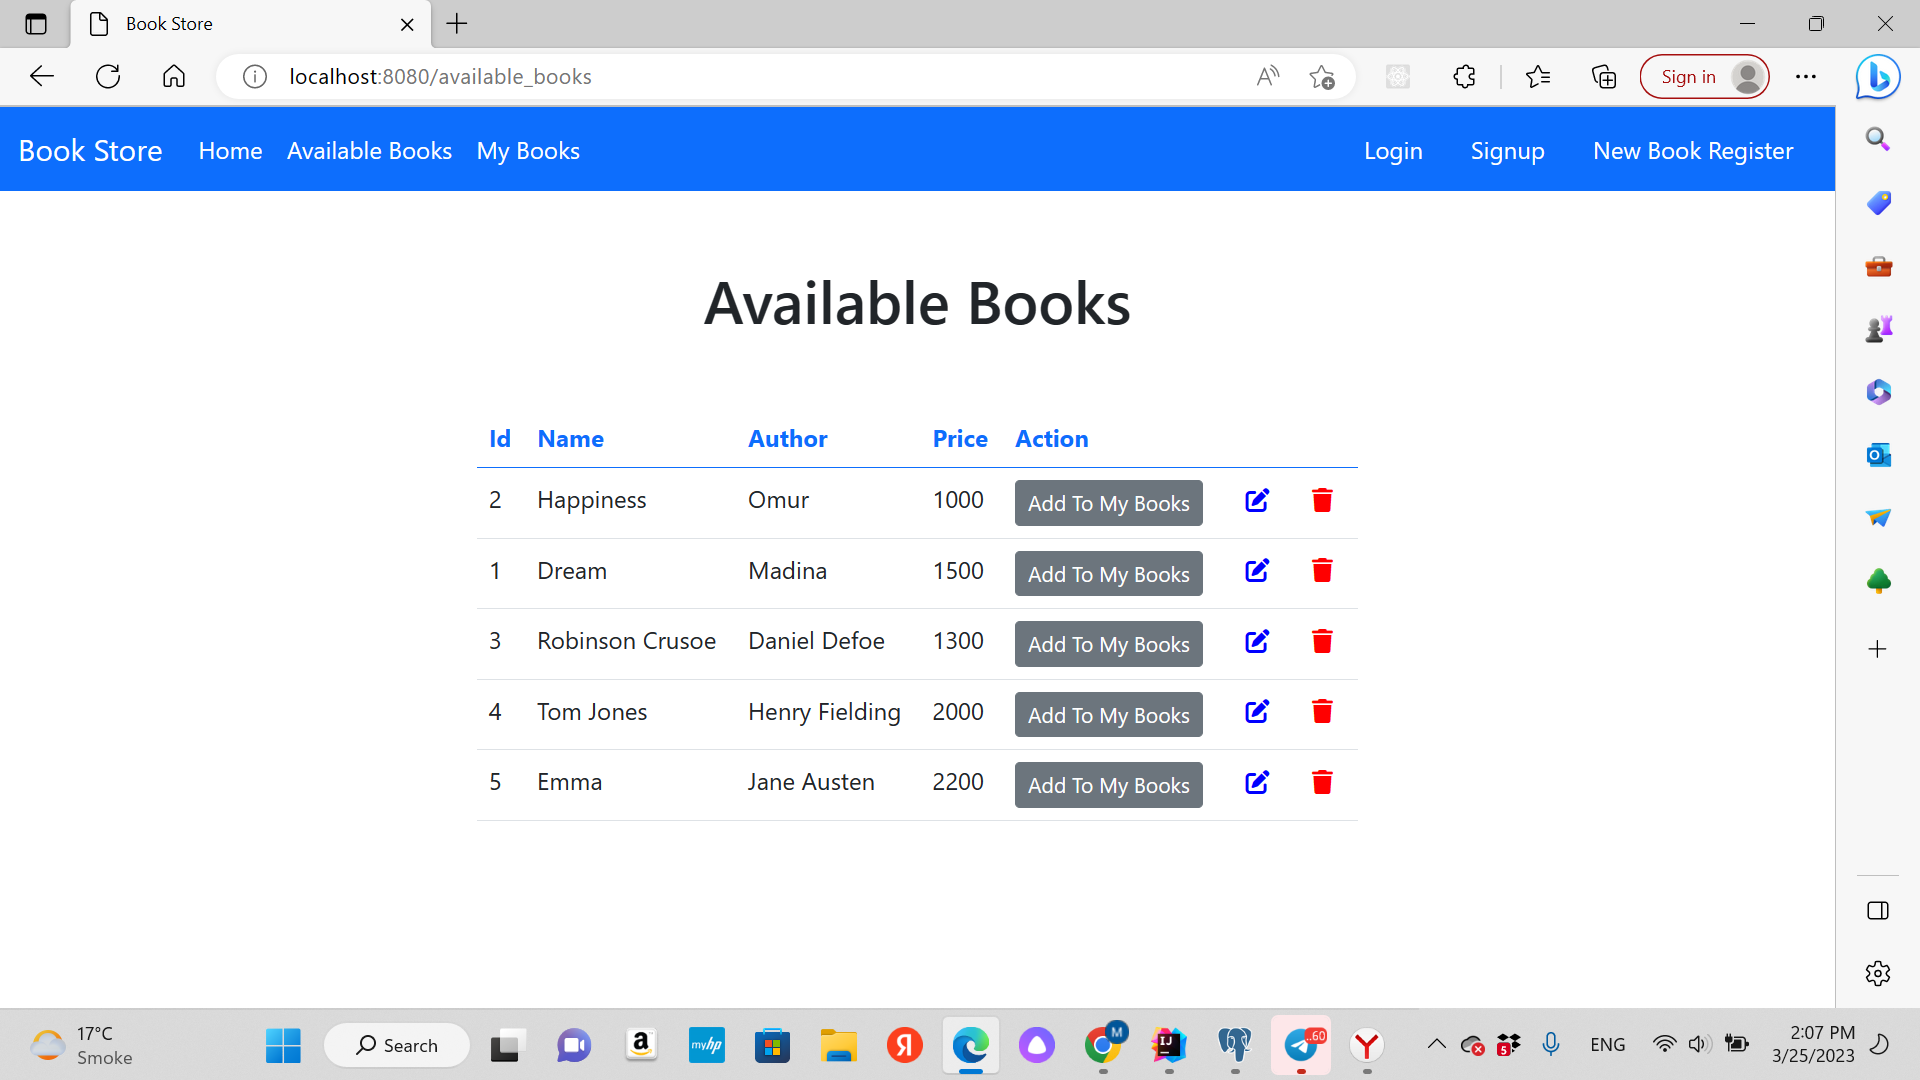 Book Store
localhost:8080/available_books
Sign in
Book Store Home Available Books My Books Login Signup New Book Register
Available Books
Id Name Author Price Action
2 Happiness Omur 1000 Add To My Books
1 Dream Madina 1500 Add To My Books
3 Robinson Crusoe Daniel Defoe 1300 Add To My Books
4 Tom Jones Henry Fielding 2000 Add To My Books
5 Emma Jane Austen 2200 Add To My Books
17°C
Smoke
Search
a
myhp
Я
M
IJ
..60
Y
5
ENG
2:07 PM
3/25/2023